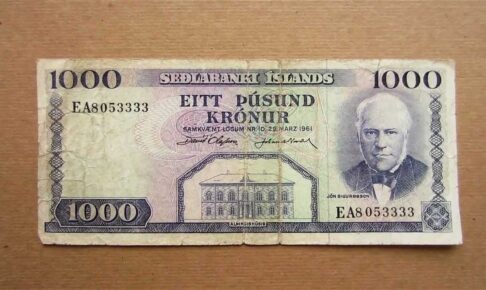 1000 SEÐLABANKI ÍSLANDS 1000
EA8053333
EITT ÞÚSUND
KRÓNUR
SAMKVÆMT LÖGUM NR. 10, 29. MARZ 1961
JÓN SIGURÐSSON
1000
EA8053333
ALÞINGISHÚSIÐ